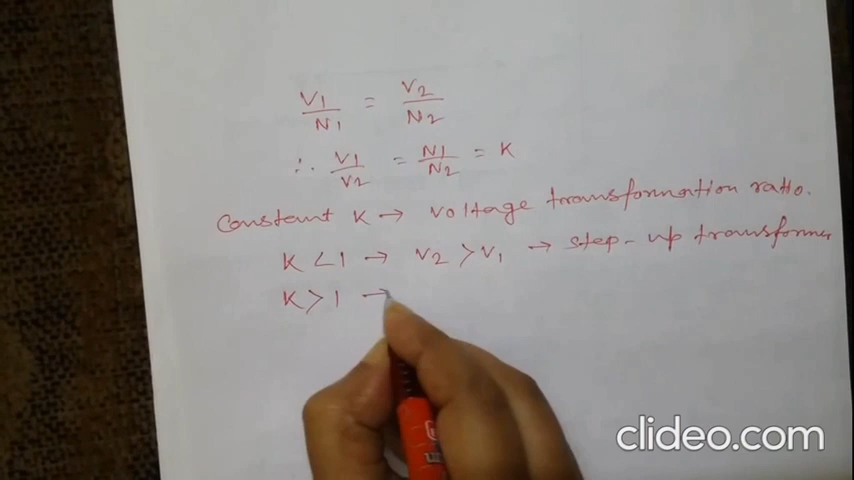 V1/N1 = V2/N2
∴ V1/V2 = N1/N2 = K
Constant K → voltage transformation ratio.
K < 1 → V2 > V1 → step-up transformer
K > 1 →
clideo.com